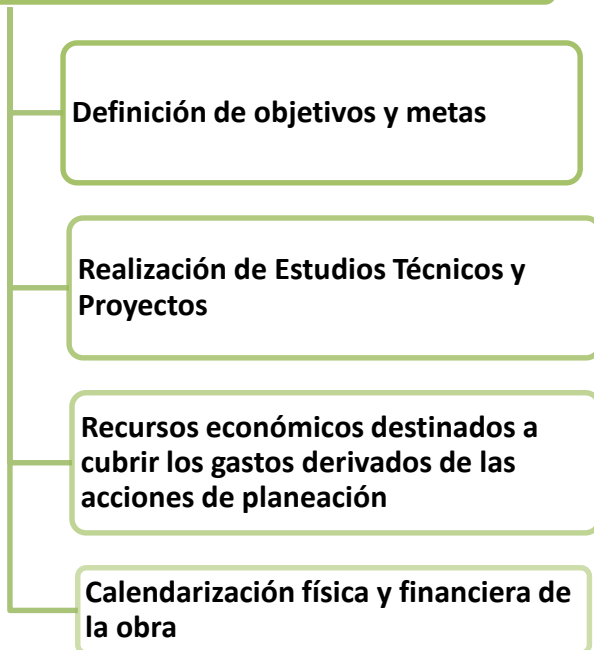 Definición de objetivos y metas
Realización de Estudios Técnicos y
Proyectos
Recursos económicos destinados a
cubrir los gastos derivados de las
acciones de planeación
Calendarización física y financiera de
la obra